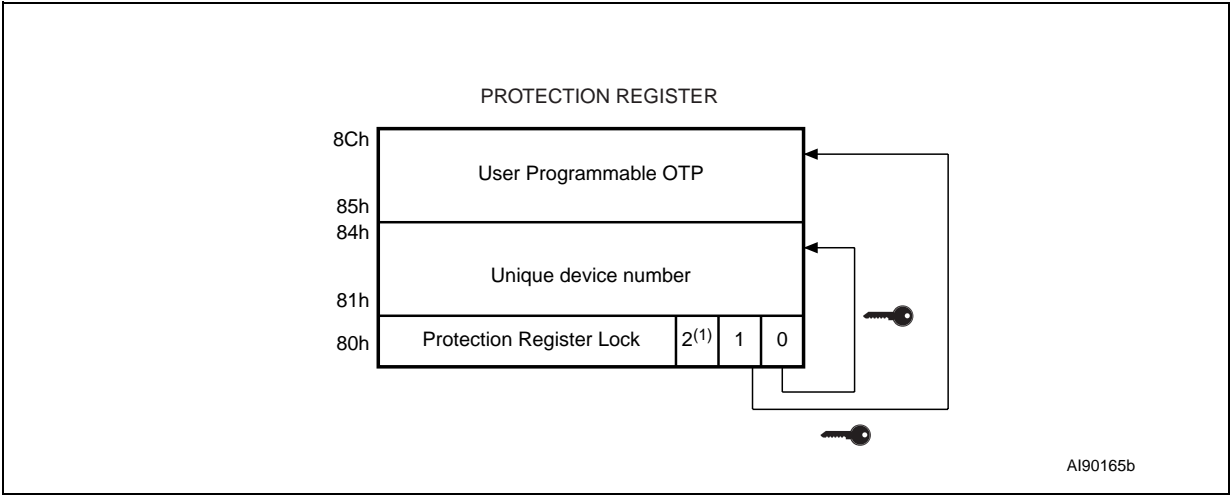 PROTECTION REGISTER
8Ch
User Programmable OTP
85h
84h
Unique device number
81h
80h
Protection Register Lock
2(1)
1
0
AI90165b